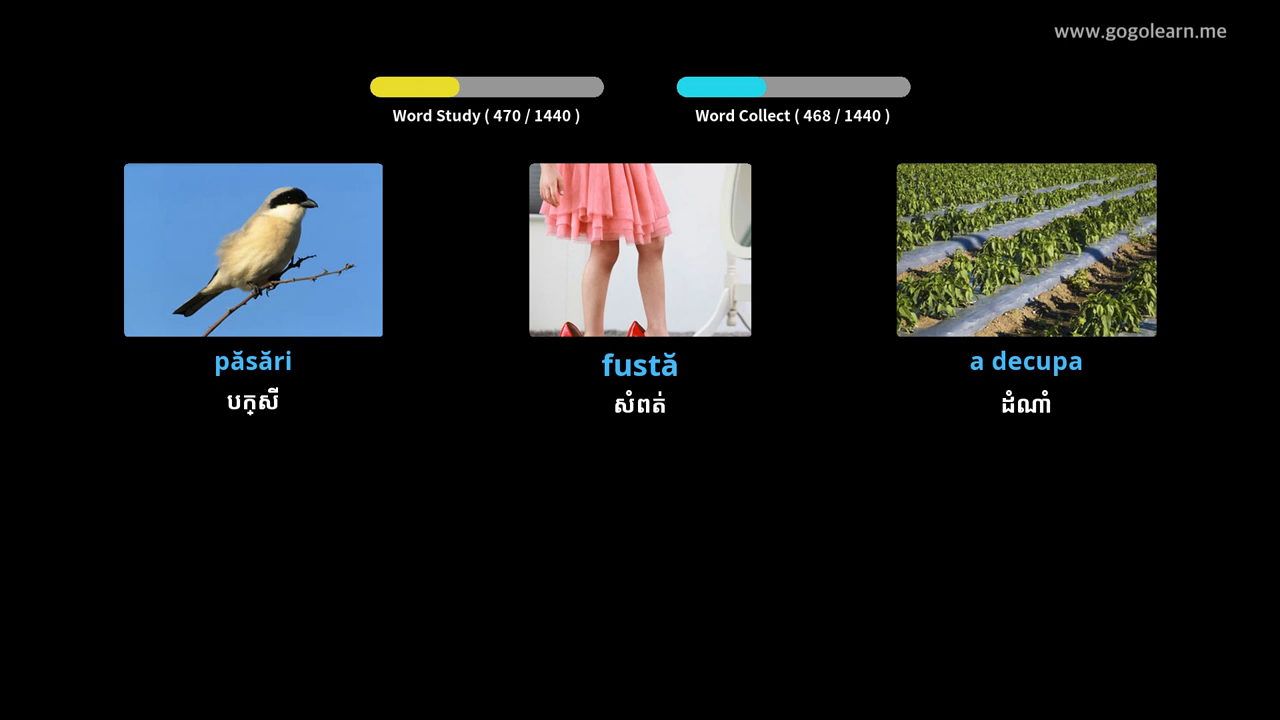 www.gogolearn.me
Word Study ( 470 / 1440 )
Word Collect ( 468 / 1440 )
păsări
fustă
a decupa
បក្សី
សំពត់
ដំណាំ